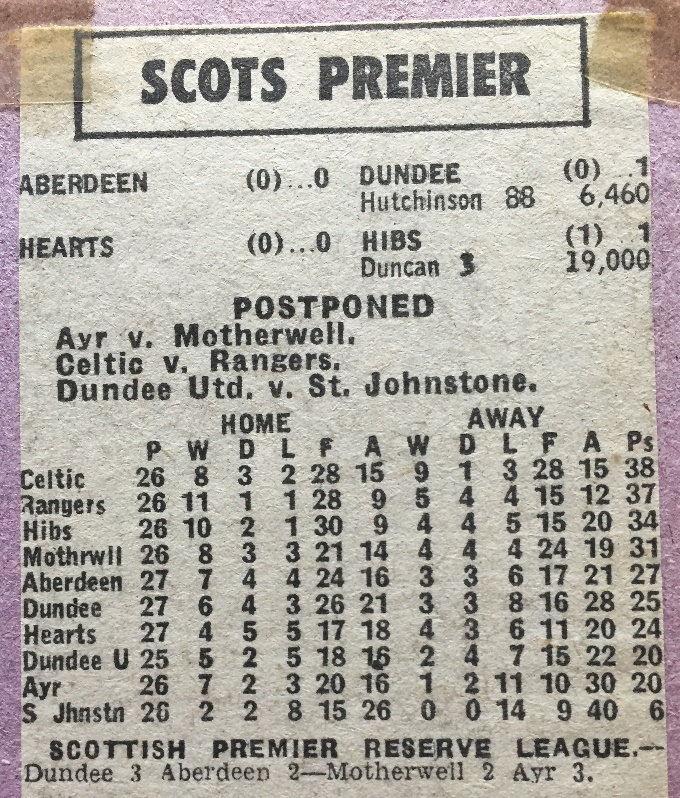 SCOTS PREMIER
ABERDEEN (0)...0 DUNDEE (0) ..1
Hutchinson 88 6,460
HEARTS (0)...0 HIBS (1) ..1
Duncan 3 19,000
POSTPONED
Ayr v. Motherwell.
Celtic v. Rangers.
Dundee Utd. v. St. Johnstone.
HOME AWAY
P W D L F A W D L F A Ps
Celtic 26 8 3 2 28 15 9 1 3 28 15 38
Rangers 26 11 1 1 28 9 5 4 4 15 12 37
Hibs 26 10 2 1 30 9 4 4 5 15 20 34
Mothrwll 26 8 3 3 21 14 4 4 4 24 19 31
Aberdeen 27 7 4 4 24 16 3 3 6 17 21 27
Dundee 27 6 4 3 26 21 3 3 8 16 28 25
Hearts 27 4 5 5 17 18 4 3 6 11 20 24
Dundee U 25 5 2 5 18 16 2 4 7 15 22 20
Ayr 26 7 2 3 20 16 1 2 11 10 30 20
S Jhnstn 26 2 2 8 15 26 0 0 14 9 40 6
SCOTTISH PREMIER RESERVE LEAGUE.—
Dundee 3 Aberdeen 2—Motherwell 2 Ayr 3.